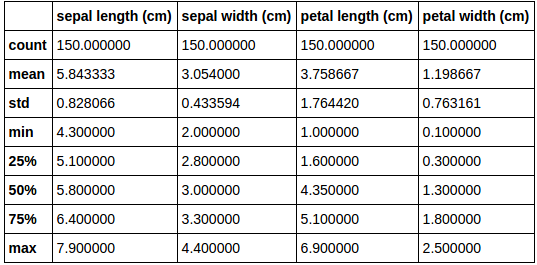 sepal length (cm) sepal width (cm) petal length (cm) petal width (cm)
count 150.000000 150.000000 150.000000 150.000000
mean 5.843333 3.054000 3.758667 1.198667
std 0.828066 0.433594 1.764420 0.763161
min 4.300000 2.000000 1.000000 0.100000
25% 5.100000 2.800000 1.600000 0.300000
50% 5.800000 3.000000 4.350000 1.300000
75% 6.400000 3.300000 5.100000 1.800000
max 7.900000 4.400000 6.900000 2.500000